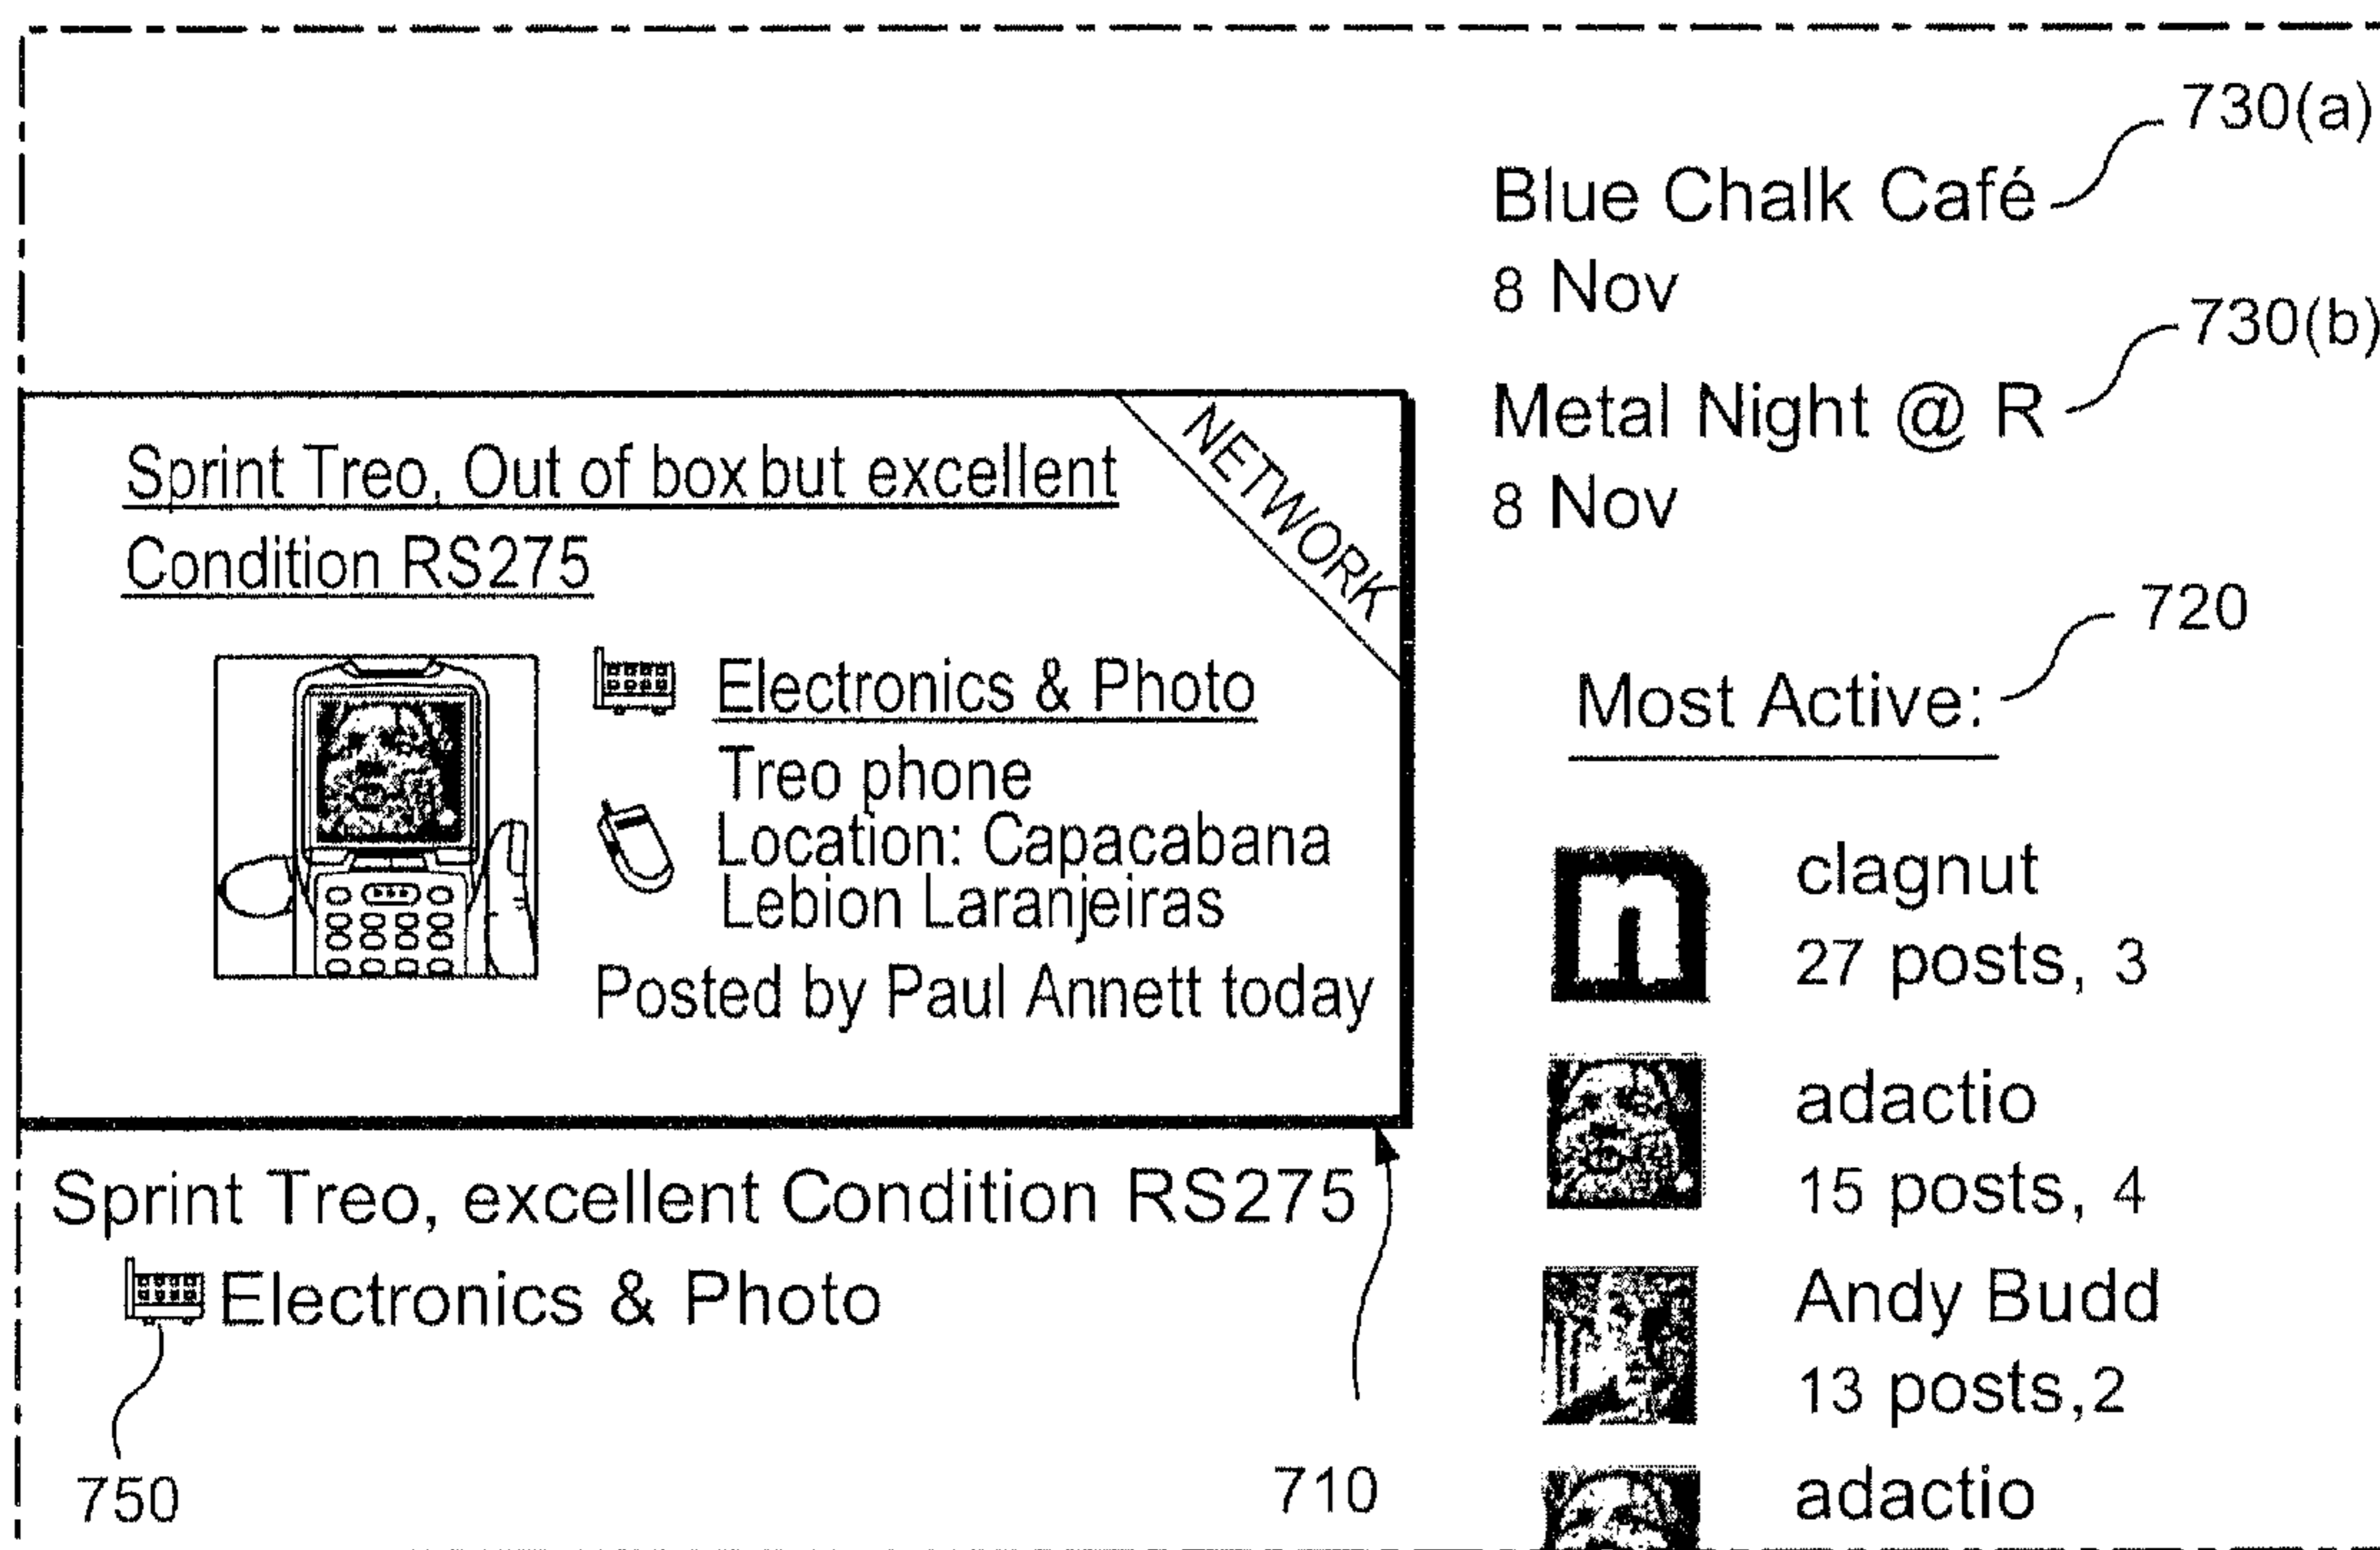 730(a)
Blue Chalk Café
8 Nov
730(b)
Metal Night @ R
8 Nov
NETWORK
Sprint Treo, Out of box but excellent
Condition RS275
Electronics & Photo
Treo phone
Location: Capacabana
Lebion Laranjeiras
Posted by Paul Annett today
Sprint Treo, excellent Condition RS275
Electronics & Photo
750
710
720
Most Active:
n
clagnut
27 posts, 3
adactio
15 posts, 4
Andy Budd
13 posts,2
adactio